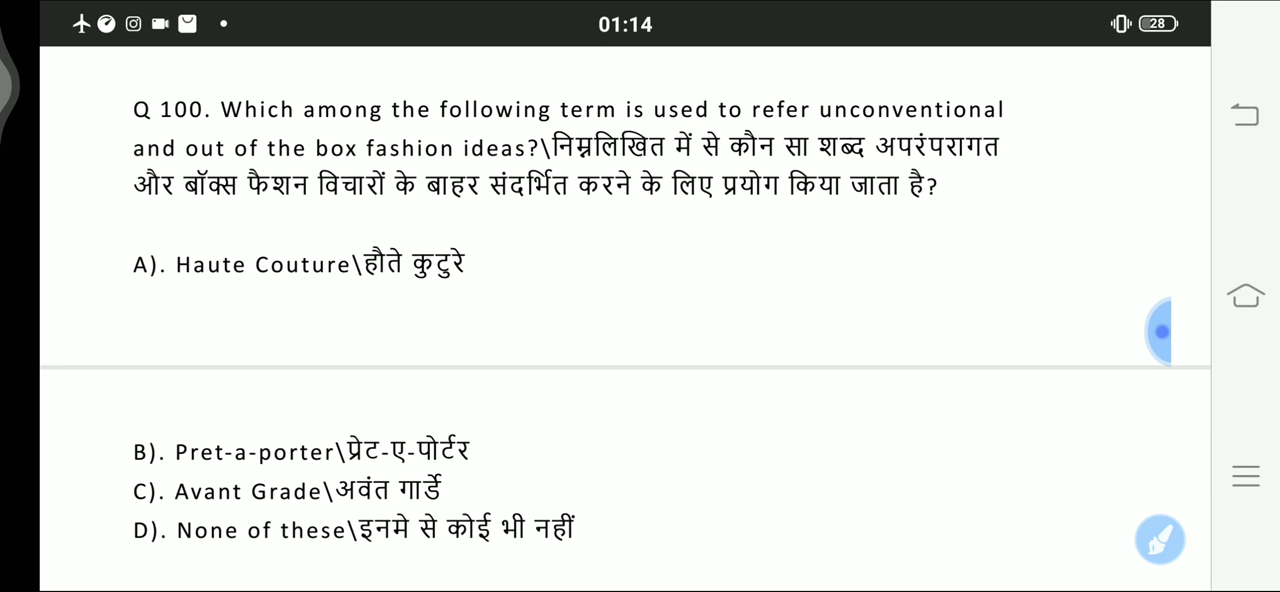 01:14
28
Q 100. Which among the following term is used to refer unconventional
and out of the box fashion ideas?\निम्नलिखित में से कौन सा शब्द अपरंपरागत
और बॉक्स फैशन विचारों के बाहर संदर्भित करने के लिए प्रयोग किया जाता है?
A). Haute Couture\हौते कुटुरे
B). Pret-a-porter\प्रेट-ए-पोर्टर
C). Avant Grade\अवंत गार्डे
D). None of these\इनमे से कोई भी नहीं